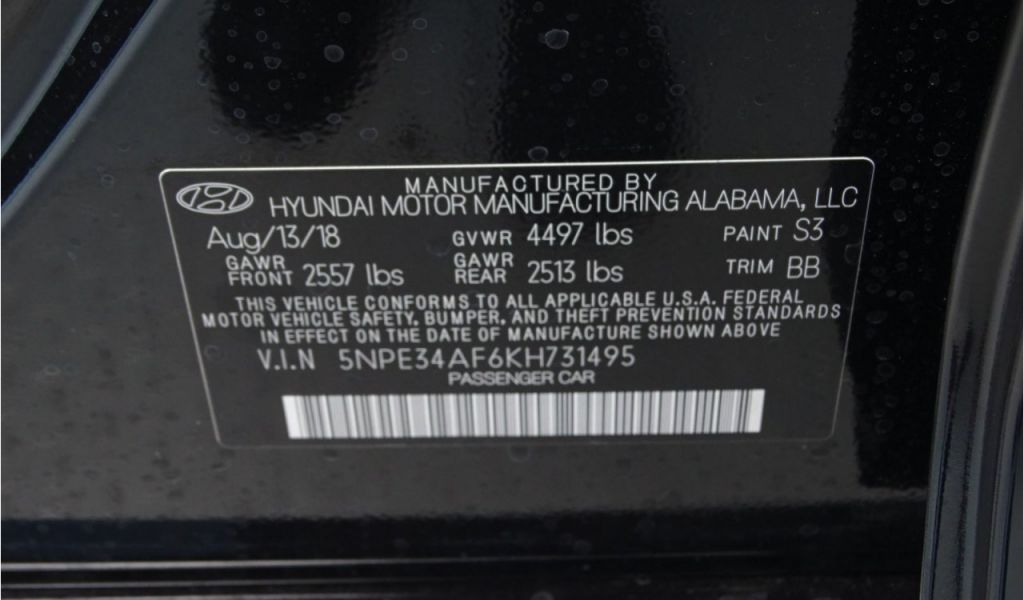 MANUFACTURED BY
HYUNDAI MOTOR MANUFACTURING ALABAMA, LLC
Aug/13/18 GVWR 4497 lbs PAINT S3
GAWR FRONT 2557 lbs GAWR REAR 2513 lbs TRIM BB
THIS VEHICLE CONFORMS TO ALL APPLICABLE U.S.A. FEDERAL
MOTOR VEHICLE SAFETY, BUMPER, AND THEFT PREVENTION STANDARDS
IN EFFECT ON THE DATE OF MANUFACTURE SHOWN ABOVE
V.I.N 5NPE34AF6KH731495
PASSENGER CAR